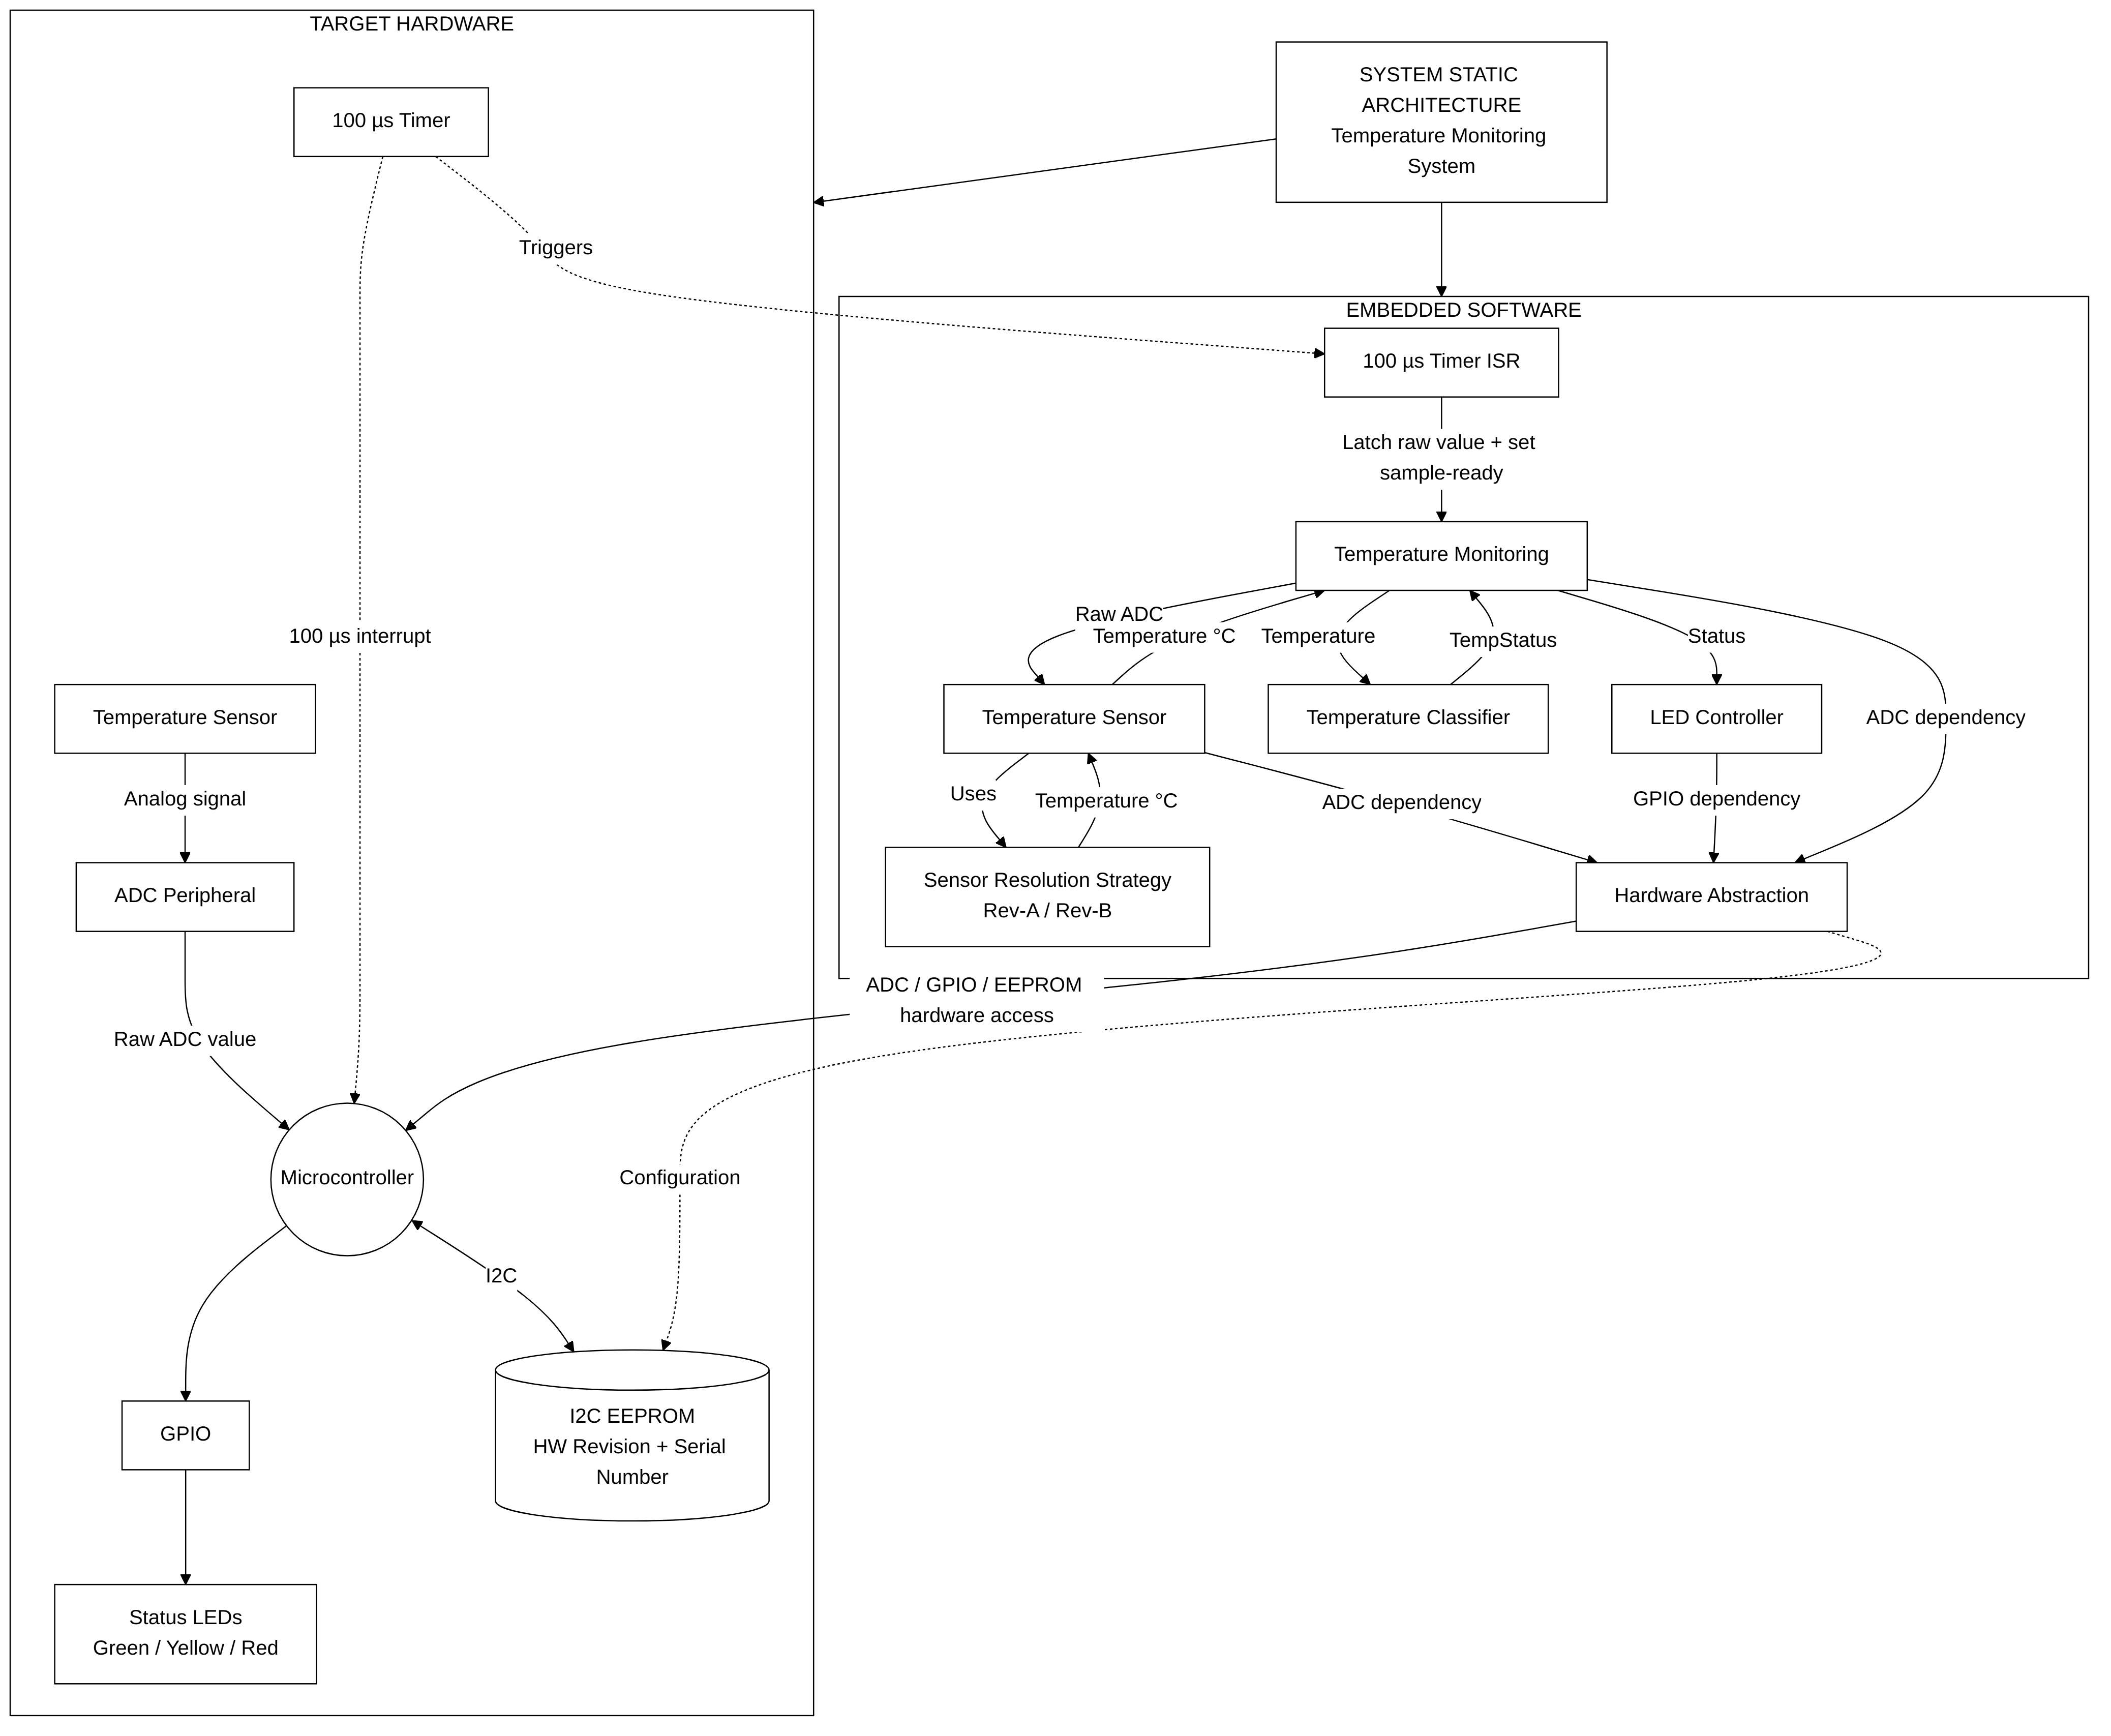 TARGET HARDWARE
100 µs Timer
Triggers
100 µs interrupt
Temperature Sensor
Analog signal
ADC Peripheral
Raw ADC value
Microcontroller
I2C
Configuration
GPIO
I2C EEPROM
HW Revision + Serial
Number
Status LEDs
Green / Yellow / Red
SYSTEM STATIC
ARCHITECTURE
Temperature Monitoring
System
EMBEDDED SOFTWARE
100 µs Timer ISR
Latch raw value + set
sample-ready
Temperature Monitoring
Raw ADC
Temperature °C
Temperature
TempStatus
Status
Temperature Sensor
Temperature Classifier
LED Controller
ADC dependency
Uses
Temperature °C
ADC dependency
GPIO dependency
Sensor Resolution Strategy
Rev-A / Rev-B
Hardware Abstraction
ADC / GPIO / EEPROM
hardware access